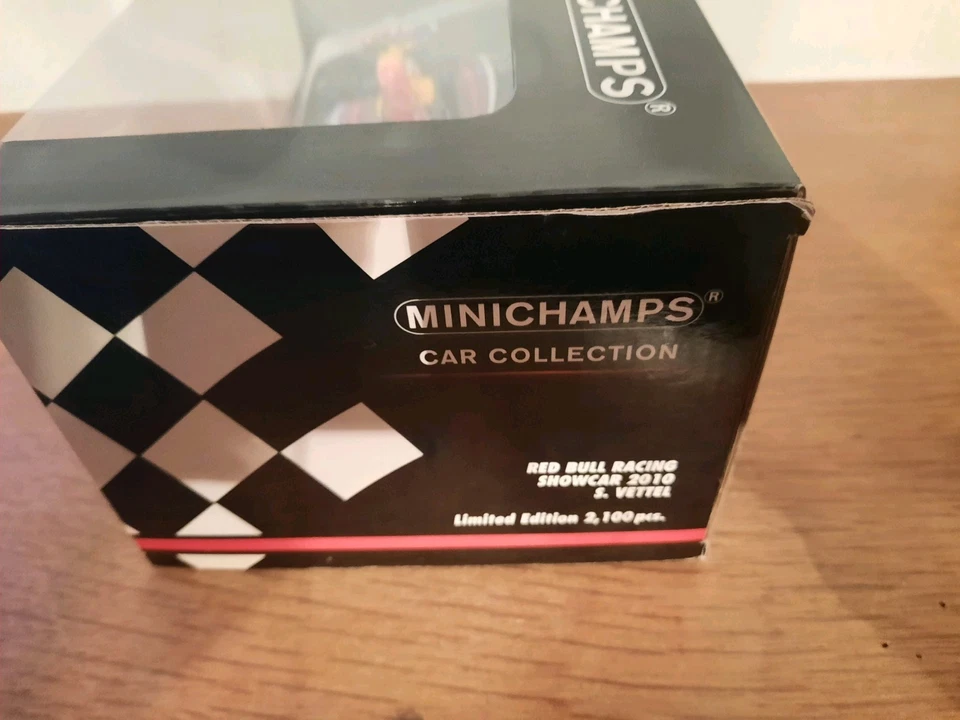 CHAMPS®
MINICHAMPS®
CAR COLLECTION
RED BULL RACING
SHOWCAR 2010
S. VETTEL
Limited Edition 2,100 pcs.